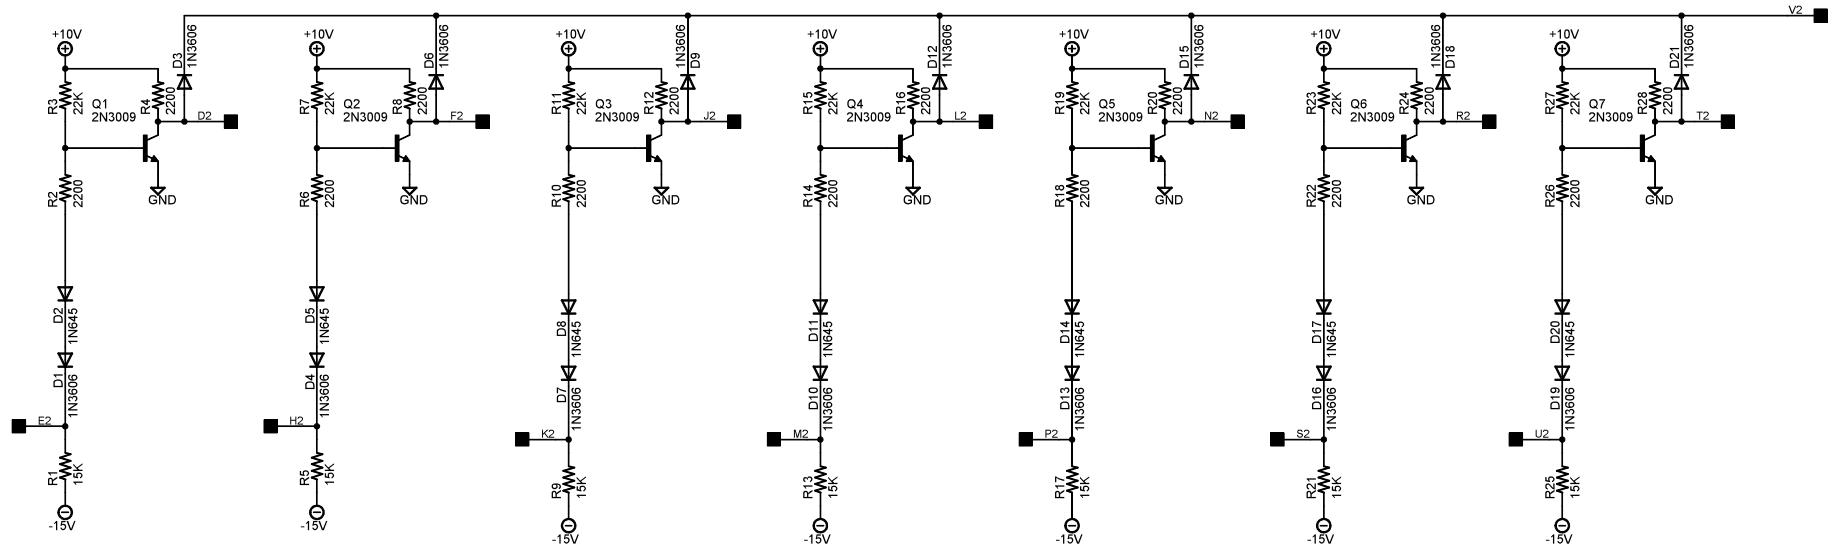 V2
+10V
R3
22K
R4
2200
D3
1N3606
Q1
2N3009
D2
GND
R2
2200
D2
1N645
D1
1N3606
E2
R1
15K
-15V
+10V
R7
22K
R8
2200
D6
1N3606
Q2
2N3009
F2
GND
R6
2200
D5
1N645
D4
1N3606
H2
R5
15K
-15V
+10V
R11
22K
R12
2200
D9
1N3606
Q3
2N3009
J2
GND
R10
2200
D8
1N645
D7
1N3606
K2
R9
15K
-15V
+10V
R15
22K
R16
2200
D12
1N3606
Q4
2N3009
L2
GND
R14
2200
D11
1N645
D10
1N3606
M2
R13
15K
-15V
+10V
R19
22K
R20
2200
D15
1N3606
Q5
2N3009
N2
GND
R18
2200
D14
1N645
D13
1N3606
P2
R17
15K
-15V
+10V
R23
22K
R24
2200
1N3606
D18
Q6
2N3009
R2
GND
R22
2200
D17
1N645
D16
1N3606
S2
R21
15K
-15V
+10V
R27
22K
R28
2200
D21
1N3606
Q7
2N3009
T2
GND
R26
2200
D20
1N645
D19
1N3606
U2
R25
15K
-15V